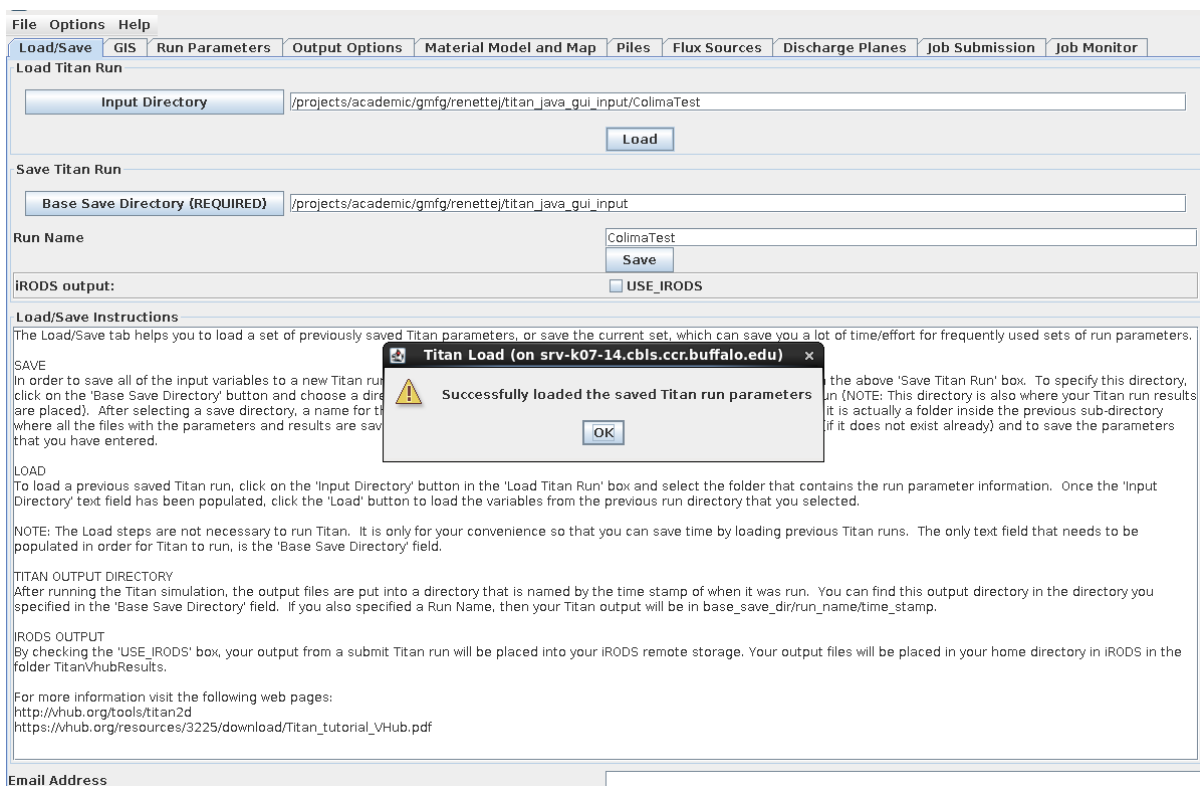 File Options Help
Load/Save GIS Run Parameters Output Options Material Model and Map Piles Flux Sources Discharge Planes Job Submission Job Monitor
Load Titan Run
Input Directory /projects/academic/gmfg/renettej/titan_java_gui_input/ColimaTest
Load
Save Titan Run
Base Save Directory {REQUIRED} /projects/academic/gmfg/renettej/titan_java_gui_input
Run Name ColimaTest
Save
iRODS output: USE_IRODS
Load/Save Instructions
The Load/Save tab helps you to load a set of previously saved Titan parameters, or save the current set, which can save you a lot of time/effort for frequently used sets of run parameters.
Titan Load (on srv-k07-14.cbls.ccr.buffalo.edu) ×
Successfully loaded the saved Titan run parameters
OK
SAVE
In order to save all of the input variables to a new Titan run the above 'Save Titan Run' box. To specify this directory,
click on the 'Base Save Directory' button and choose a dire un {NOTE: This directory is also where your Titan run results
are placed}. After selecting a save directory, a name for th it is actually a folder inside the previous sub-directory
where all the files with the parameters and results are sav if it does not exist already} and to save the parameters
that you have entered.
LOAD
To load a previous saved Titan run, click on the 'Input Directory' button in the 'Load Titan Run' box and select the folder that contains the run parameter information. Once the 'Input
Directory' text field has been populated, click the 'Load' button to load the variables from the previous run directory that you selected.
NOTE: The Load steps are not necessary to run Titan. It is only for your convenience so that you can save time by loading previous Titan runs. The only text field that needs to be
populated in order for Titan to run, is the 'Base Save Directory' field.
TITAN OUTPUT DIRECTORY
After running the Titan simulation, the output files are put into a directory that is named by the time stamp of when it was run. You can find this output directory in the directory you
specified in the 'Base Save Directory' field. If you also specified a Run Name, then your Titan output will be in base_save_dir/run_name/time_stamp.
IRODS OUTPUT
By checking the 'USE_IRODS' box, your output from a submit Titan run will be placed into your iRODS remote storage. Your output files will be placed in your home directory in iRODS in the
folder TitanVhubResults.
For more information visit the following web pages:
http://vhub.org/tools/titan2d
https://vhub.org/resources/3225/download/Titan_tutorial_VHub.pdf
Email Address